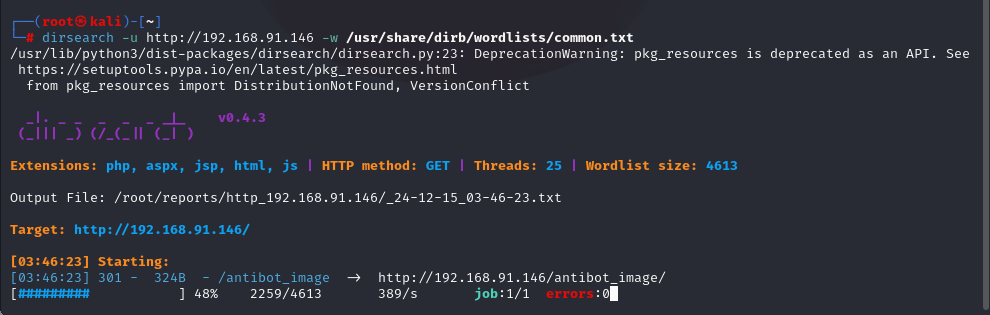 ┌──(root㉿kali)-[~]
└─# dirsearch -u http://192.168.91.146 -w /usr/share/dirb/wordlists/common.txt
/usr/lib/python3/dist-packages/dirsearch/dirsearch.py:23: DeprecationWarning: pkg_resources is deprecated as an API. See
https://setuptools.pypa.io/en/latest/pkg_resources.html
from pkg_resources import DistributionNotFound, VersionConflict
_|. _ _  _  _  _ _|_    v0.4.3
(_||| _) (/_(_|| (_| )
Extensions: php, aspx, jsp, html, js | HTTP method: GET | Threads: 25 | Wordlist size: 4613
Output File: /root/reports/http_192.168.91.146/_24-12-15_03-46-23.txt
Target: http://192.168.91.146/
[03:46:23] Starting:
[03:46:23] 301 -  324B  - /antibot_image  ->  http://192.168.91.146/antibot_image/
[#########           ] 48%   2259/4613       389/s       job:1/1  errors:0